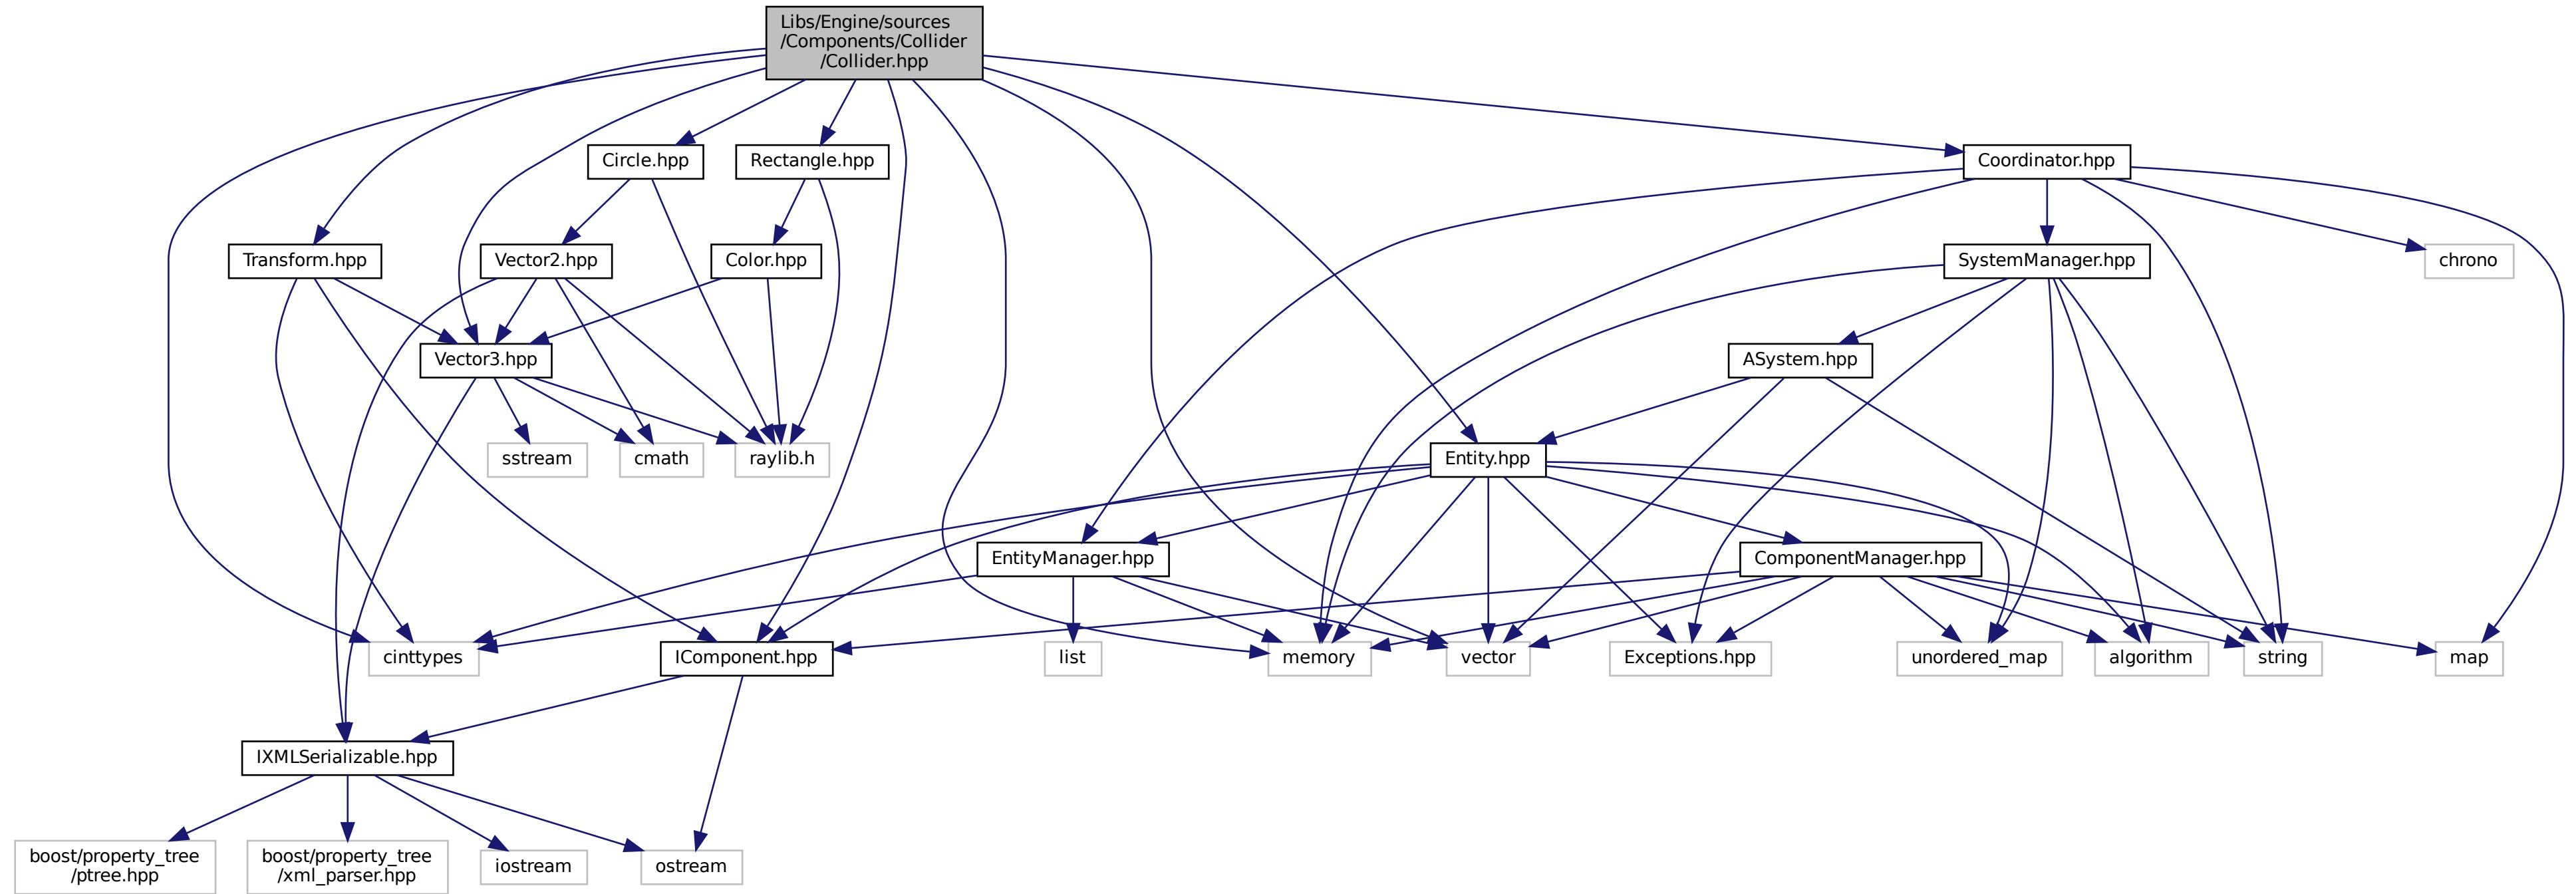 Libs/Engine/sources
/Components/Collider
/Collider.hpp
Circle.hpp
Rectangle.hpp
Coordinator.hpp
Transform.hpp
Vector2.hpp
Color.hpp
SystemManager.hpp
chrono
Vector3.hpp
ASystem.hpp
sstream
cmath
raylib.h
Entity.hpp
EntityManager.hpp
ComponentManager.hpp
cinttypes
IComponent.hpp
list
memory
vector
Exceptions.hpp
unordered_map
algorithm
string
map
IXMLSerializable.hpp
boost/property_tree
/ptree.hpp
boost/property_tree
/xml_parser.hpp
iostream
ostream